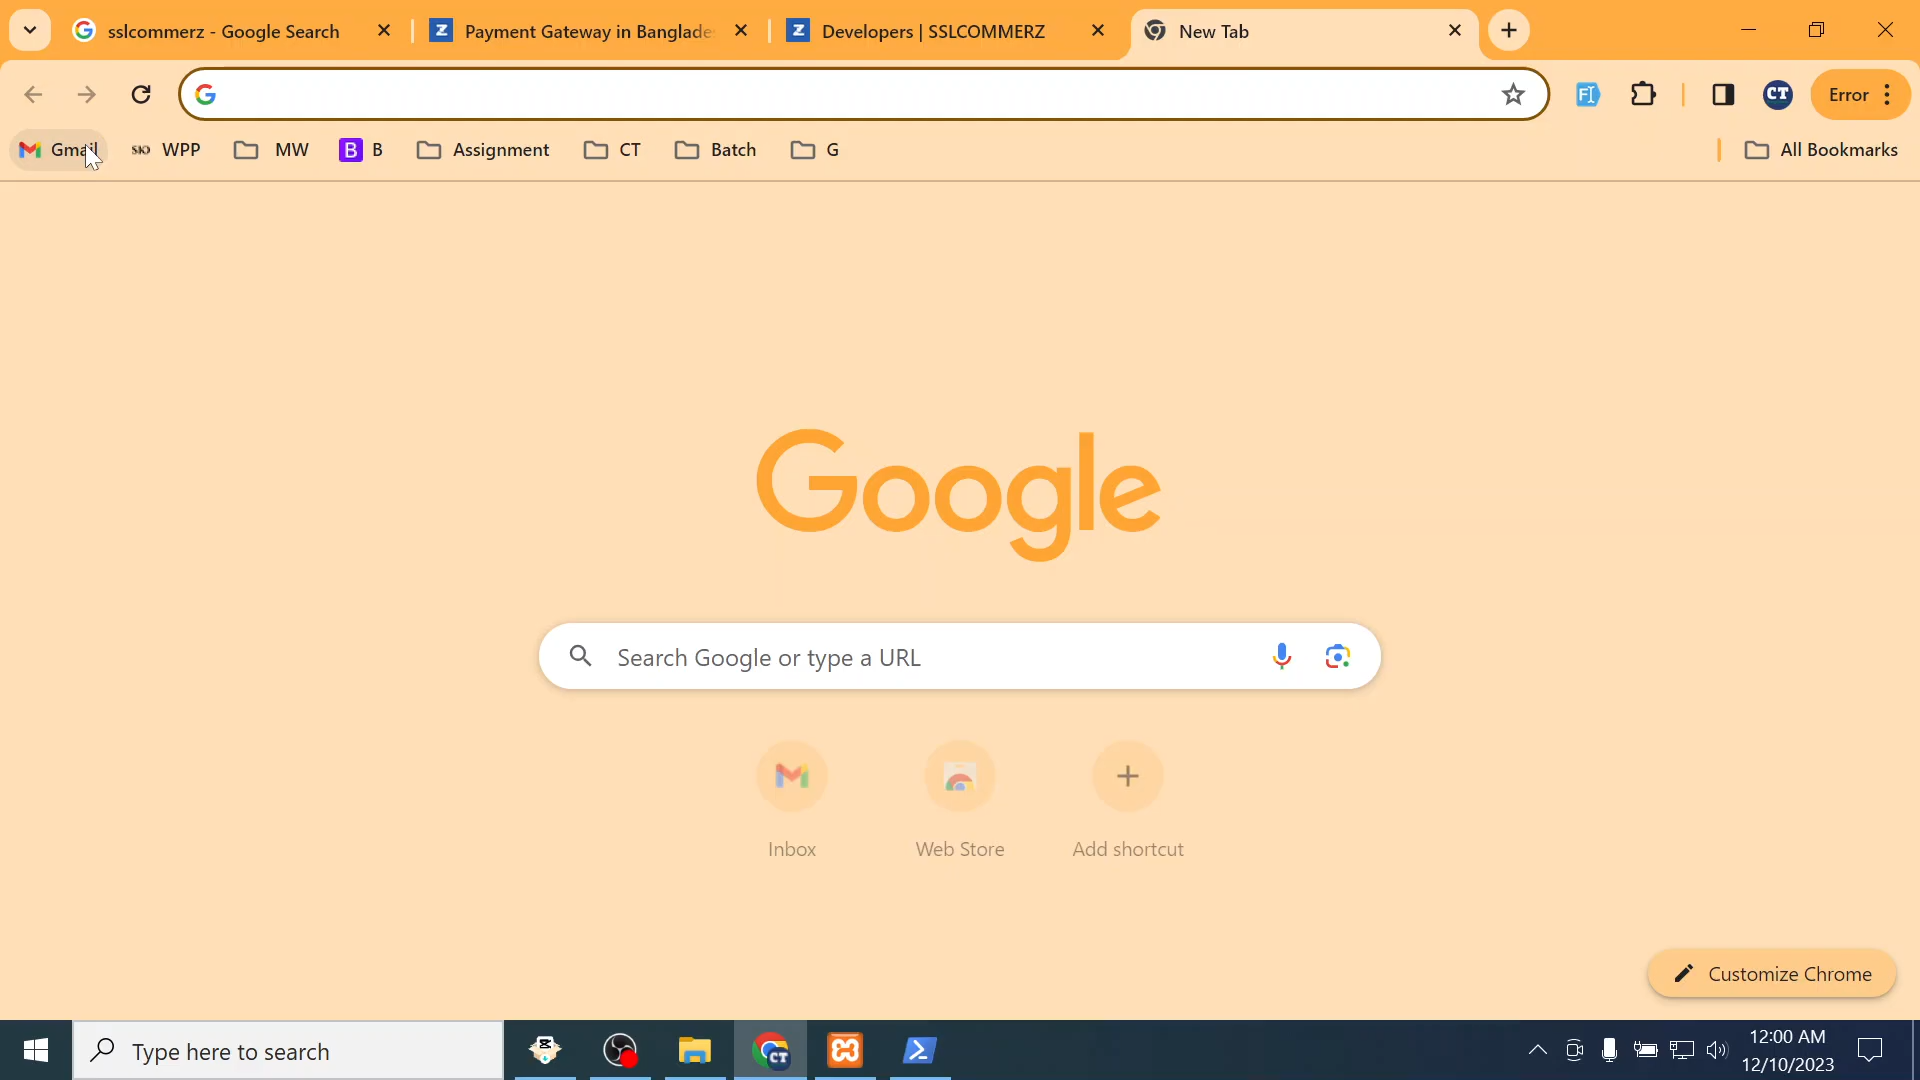 sslcommerz - Google Search
Payment Gateway in Banglade
Developers | SSLCOMMERZ
New Tab
CT
Error
Gmail
WPP
MW
B B
Assignment
CT
Batch
G
All Bookmarks
Google
Search Google or type a URL
Inbox
Web Store
Add shortcut
Customize Chrome
Type here to search
CT
12:00 AM
12/10/2023